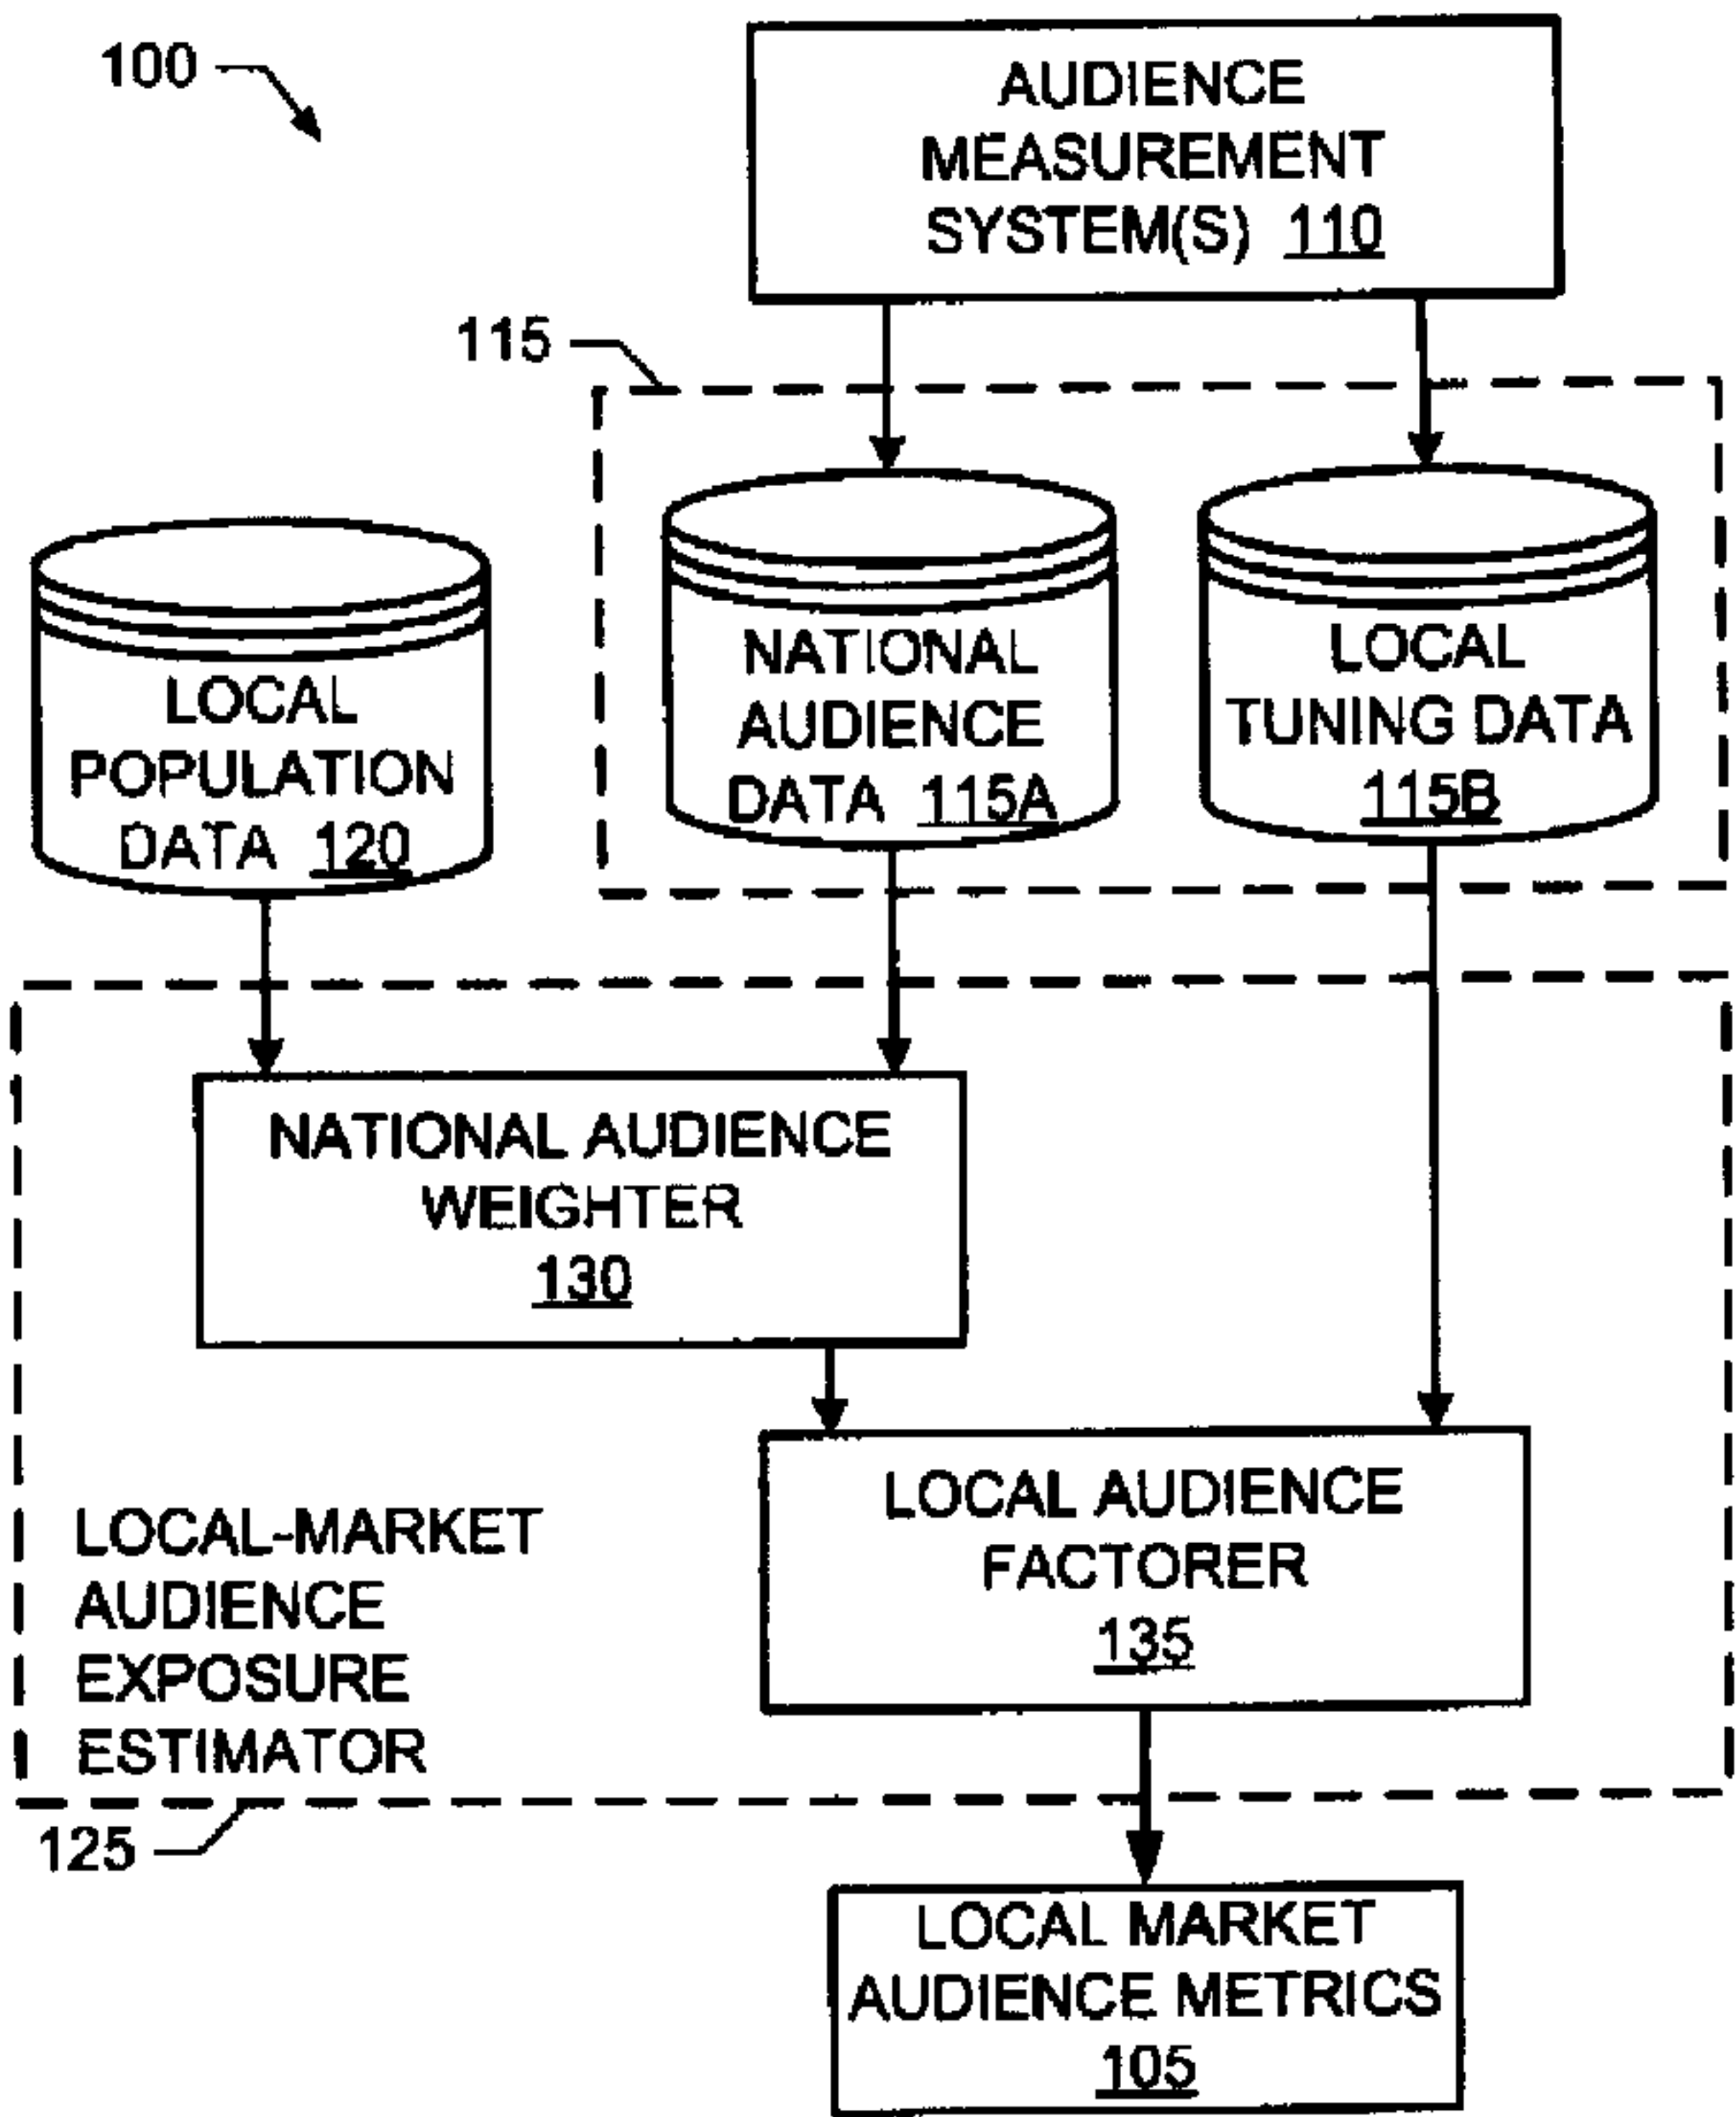 100
AUDIENCE
MEASUREMENT
SYSTEM(S) 110
115
LOCAL
POPULATION
DATA 120
NATIONAL
AUDIENCE
DATA 115A
LOCAL
TUNING DATA
115B
NATIONAL AUDIENCE
WEIGHTER
130
LOCAL AUDIENCE
FACTORER
135
LOCAL-MARKET
AUDIENCE
EXPOSURE
ESTIMATOR
125
LOCAL MARKET
AUDIENCE METRICS
105